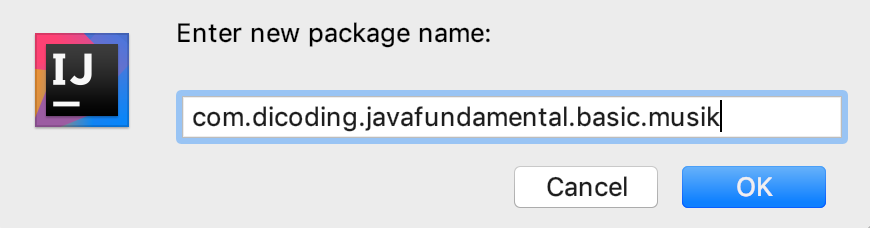 Enter new package name:
IJ
com.dicoding.javafundamental.basic.musik
Cancel
OK